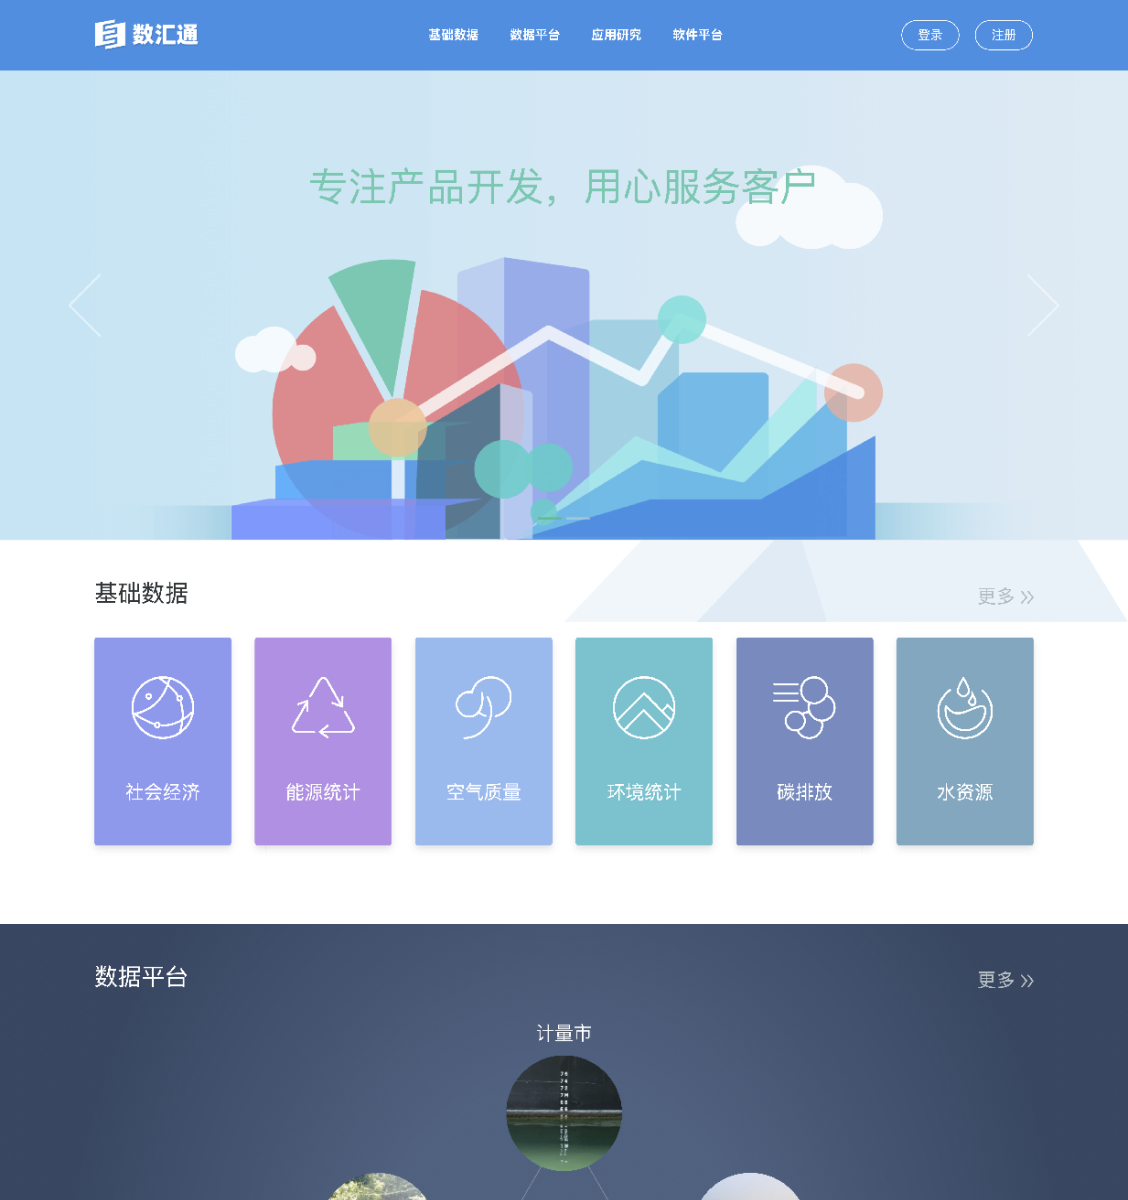 数汇通
基础数据 数据平台 应用研究 软件平台
登录 注册
专注产品开发，用心服务客户
基础数据 更多
社会经济 能源统计 空气质量 环境统计 碳排放 水资源
数据平台 更多
计量市